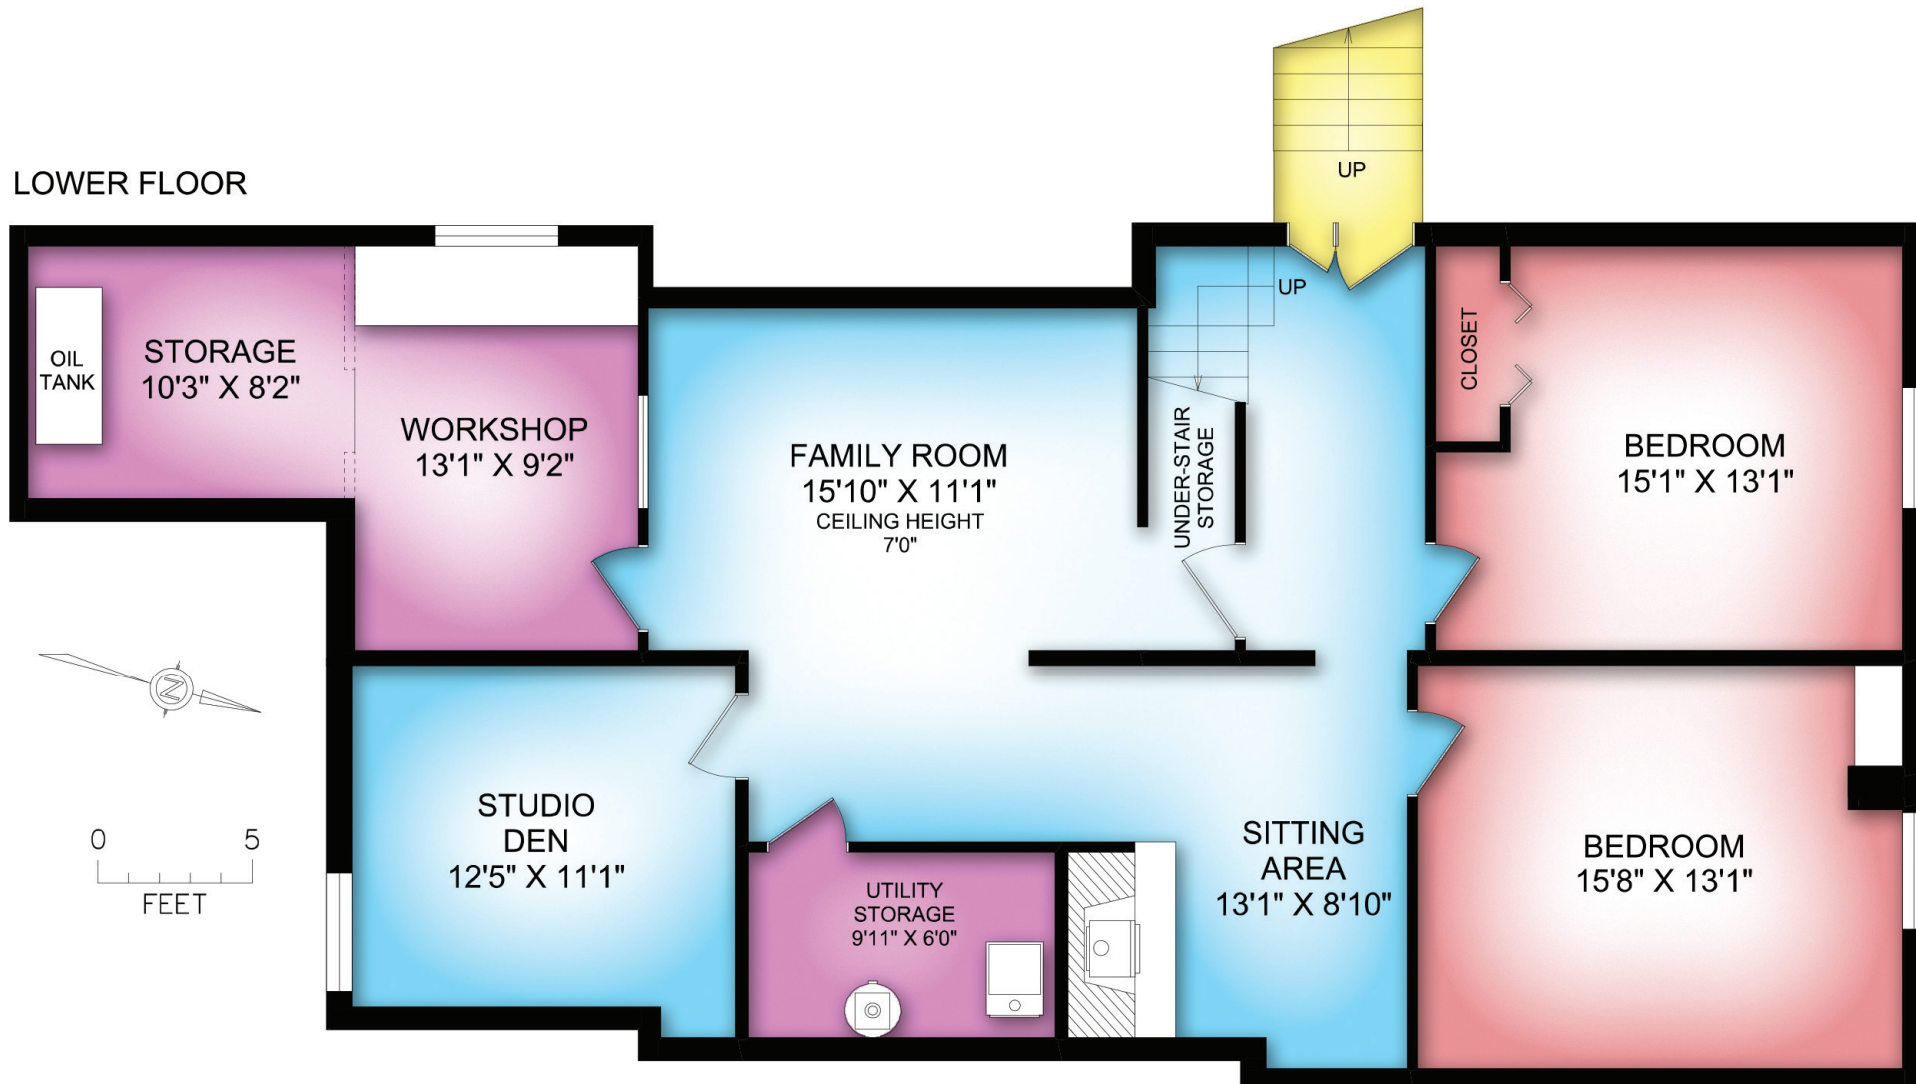 LOWER FLOOR
UP
UP
OIL
TANK
STORAGE
10'3" X 8'2"
WORKSHOP
13'1" X 9'2"
FAMILY ROOM
15'10" X 11'1"
CEILING HEIGHT
7'0"
UNDER-STAIR
STORAGE
CLOSET
BEDROOM
15'1" X 13'1"
N
0 5
FEET
STUDIO
DEN
12'5" X 11'1"
UTILITY
STORAGE
9'11" X 6'0"
SITTING
AREA
13'1" X 8'10"
BEDROOM
15'8" X 13'1"